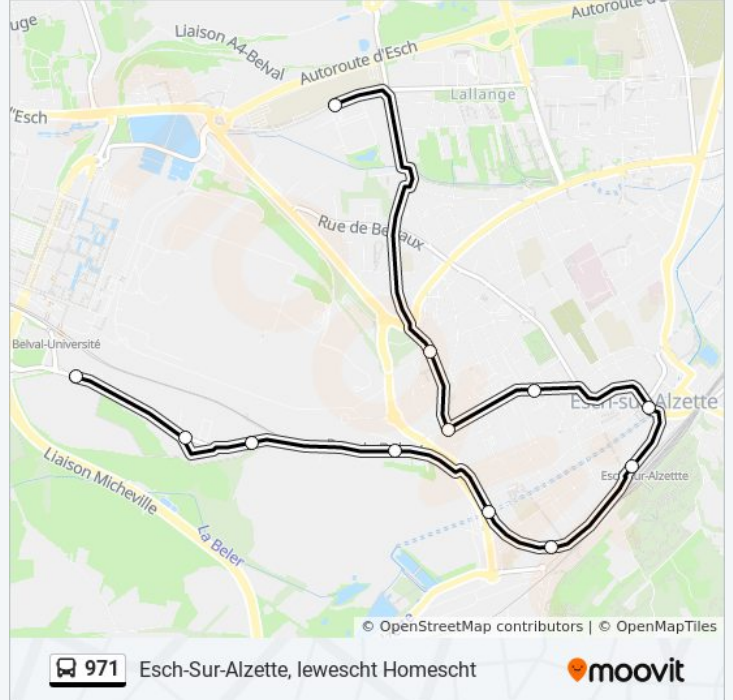 uge
Liaison A4-Belval
Autoroute d'Esch
Autoroute d'Es
"Esch
Lallange
Rue de Belvaux
Belval-Université
Esch-sur-Alzette
Esch-sur-Alzettte
Liaison Micheville
La Beler
© OpenStreetMap contributors | © OpenMapTiles
971 Esch-Sur-Alzette, Iewescht Homescht
moovit